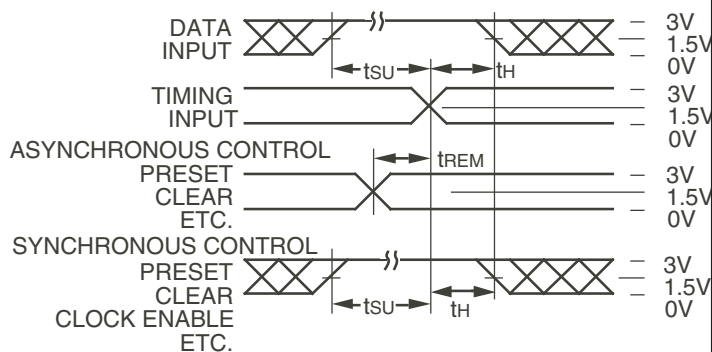 DATA
INPUT
3V
1.5V
0V
tSU
tH
TIMING
INPUT
3V
1.5V
0V
ASYNCHRONOUS CONTROL
tREM
PRESET
CLEAR
ETC.
3V
1.5V
0V
SYNCHRONOUS CONTROL
PRESET
CLEAR
CLOCK ENABLE
ETC.
3V
1.5V
0V
tSU
tH